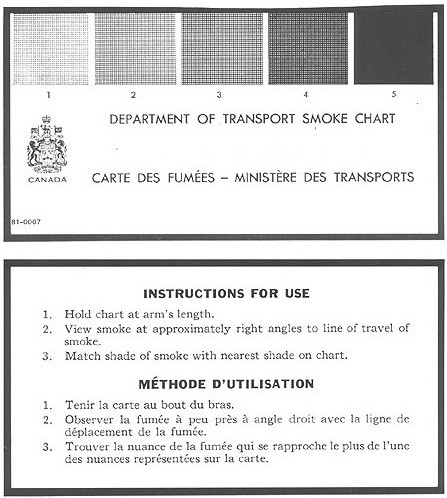 1 2 3 4 5
DEPARTMENT OF TRANSPORT SMOKE CHART
CANADA
CARTE DES FUMÉES – MINISTÈRE DES TRANSPORTS
81-0007
INSTRUCTIONS FOR USE
1. Hold chart at arm's length.
2. View smoke at approximately right angles to line of travel of
smoke.
3. Match shade of smoke with nearest shade on chart.
MÉTHODE D'UTILISATION
1. Tenir la carte au bout du bras.
2. Observer la fumée à peu près à angle droit avec la ligne de
déplacement de la fumée.
3. Trouver la nuance de la fumée qui se rapproche le plus de l'une
des nuances représentées sur la carte.